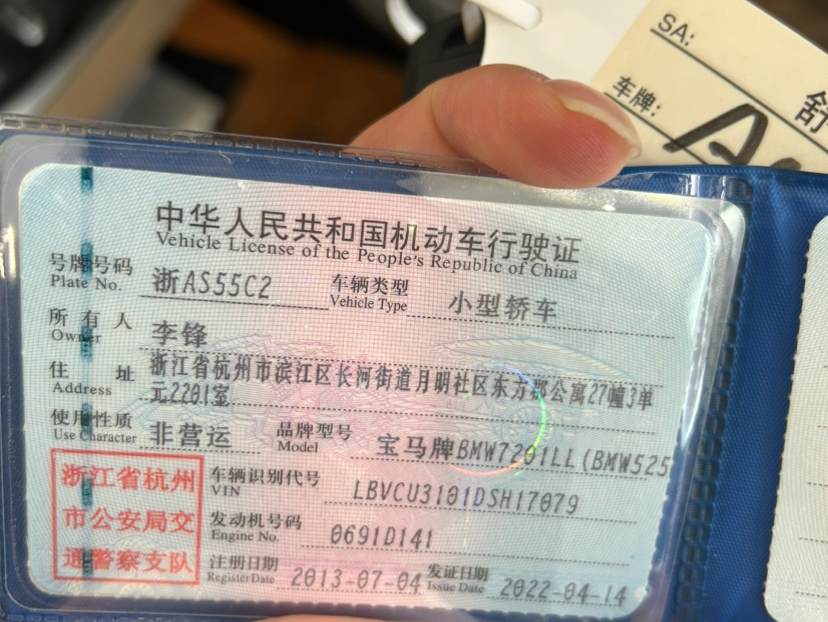 SA:
舒
车牌:
中华人民共和国机动车行驶证
Vehicle License of the People's Republic of China
号牌号码 浙AS55C2 车辆类型 小型轿车
Plate No. Vehicle Type
所有人 李锋
Owner
住址 浙江省杭州市滨江区长河街道月明社区东方郡公寓27幢3单
Address 元2201室
使用性质 非营运 品牌型号 宝马牌BMW7201LL(BMW525
Use Character Model
浙江省杭州
市公安局交
通警察支队
车辆识别代号 LBVCU3101DSH17079
VIN
发动机号码 0691D141
Engine No.
注册日期 2013-07-04 发证日期 2022-04-14
Register Date Issue Date